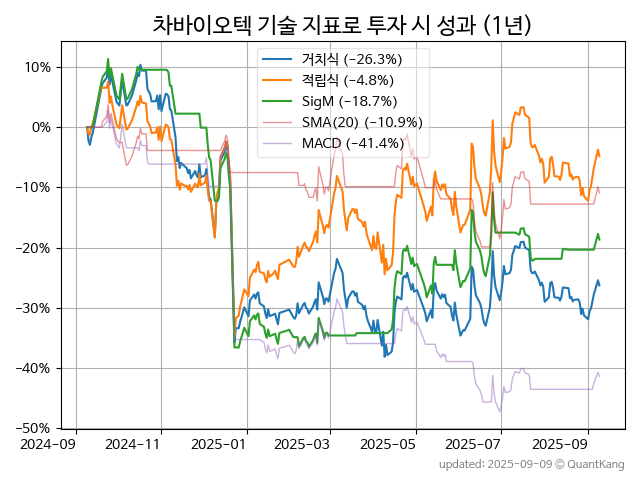 차바이오텍 기술 지표로 투자 시 성과 (1년)
거치식 (−26.3%)
적립식 (−4.8%)
SigM (−18.7%)
SMA(20) (−10.9%)
MACD (−41.4%)
10%
0%
−10%
−20%
−30%
−40%
−50%
2024−09 2024−11 2025−01 2025−03 2025−05 2025−07 2025−09
updated: 2025−09−09 ⓒ QuantKang